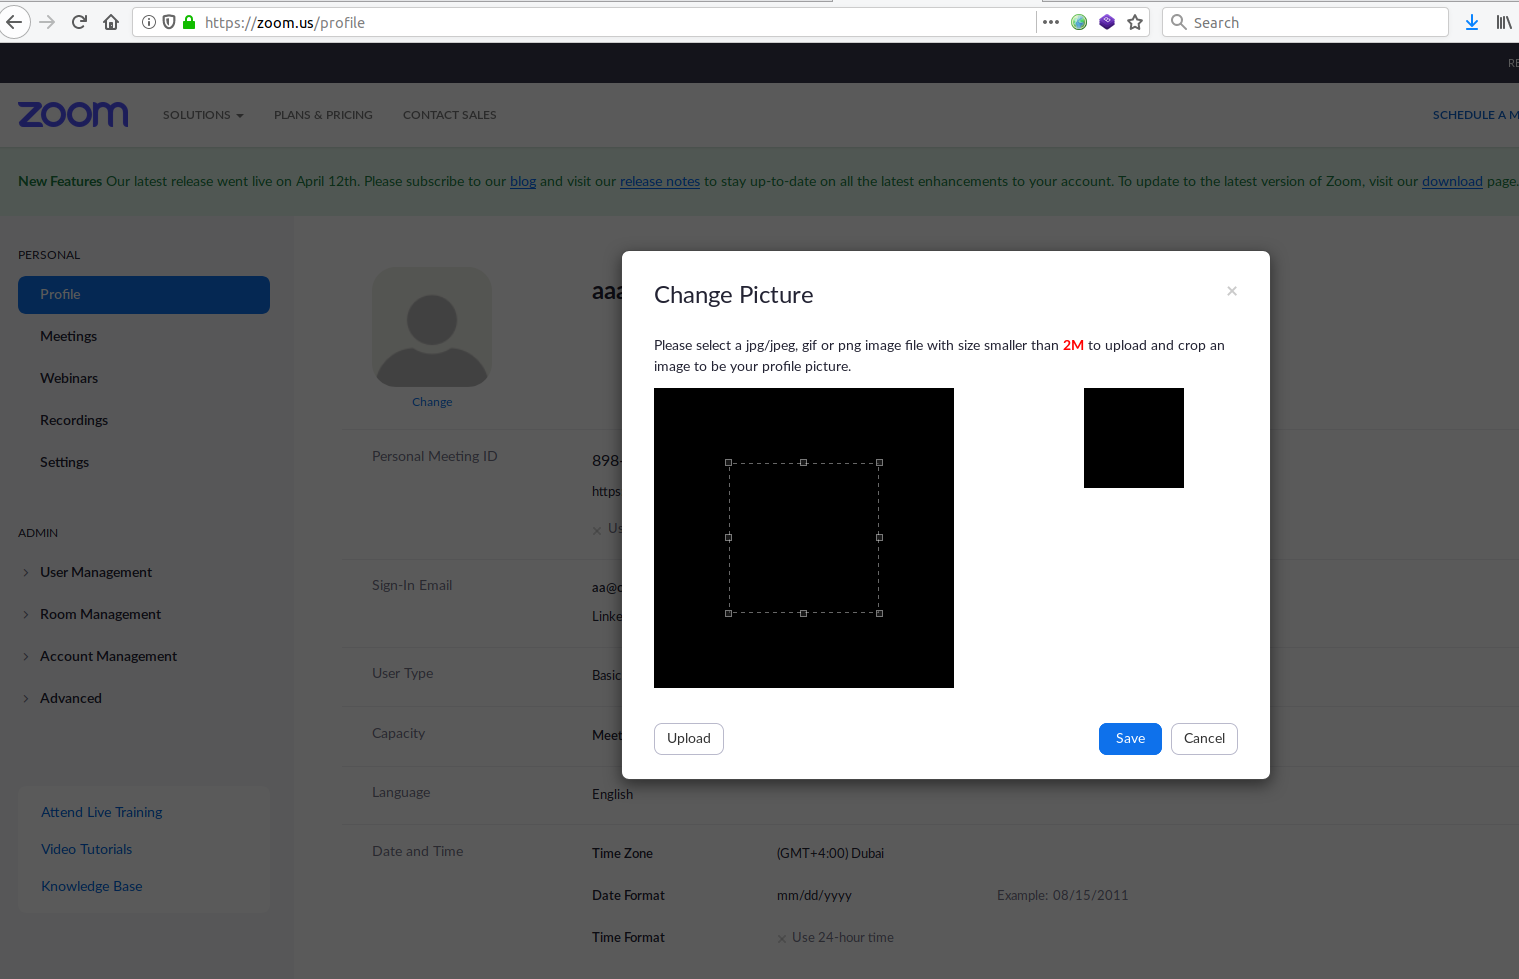 https://zoom.us/profile
Search
zoom
SOLUTIONS
PLANS & PRICING
CONTACT SALES
SCHEDULE A M
New Features Our latest release went live on April 12th. Please subscribe to our blog and visit our release notes to stay up-to-date on all the latest enhancements to your account. To update to the latest version of Zoom, visit our download page.
PERSONAL
Profile
Meetings
Webinars
Recordings
Settings
ADMIN
User Management
Room Management
Account Management
Advanced
Attend Live Training
Video Tutorials
Knowledge Base
Change
Personal Meeting ID
898-
https
Sign-In Email
aa@
Linke
User Type
Basic
Capacity
Meet
Language
English
Date and Time
Time Zone
(GMT+4:00) Dubai
Date Format
mm/dd/yyyy
Example: 08/15/2011
Time Format
Use 24-hour time
Change Picture
Please select a jpg/jpeg, gif or png image file with size smaller than 2M to upload and crop an
image to be your profile picture.
Upload
Save
Cancel